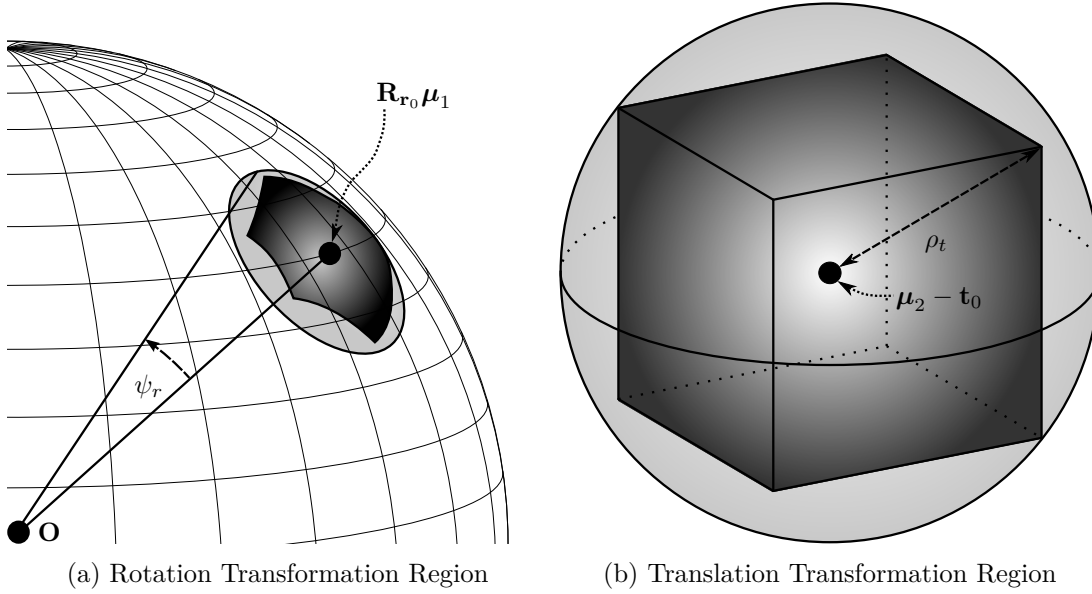 R_{r_0} μ_1
ψ_r
O
(a) Rotation Transformation Region
ρ_t
μ_2 − t_0
(b) Translation Transformation Region